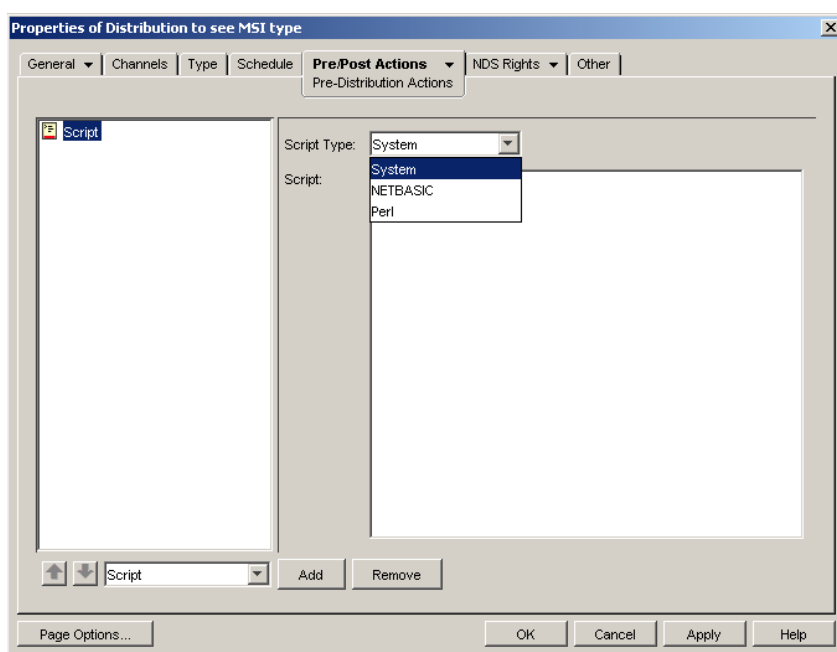 Properties of Distribution to see MSI type
General Channels Type Schedule Pre/Post Actions NDS Rights Other
Pre-Distribution Actions
Script
Script Type: System
System
Script:
NETBASIC
Perl
Script Add Remove
Page Options... OK Cancel Apply Help